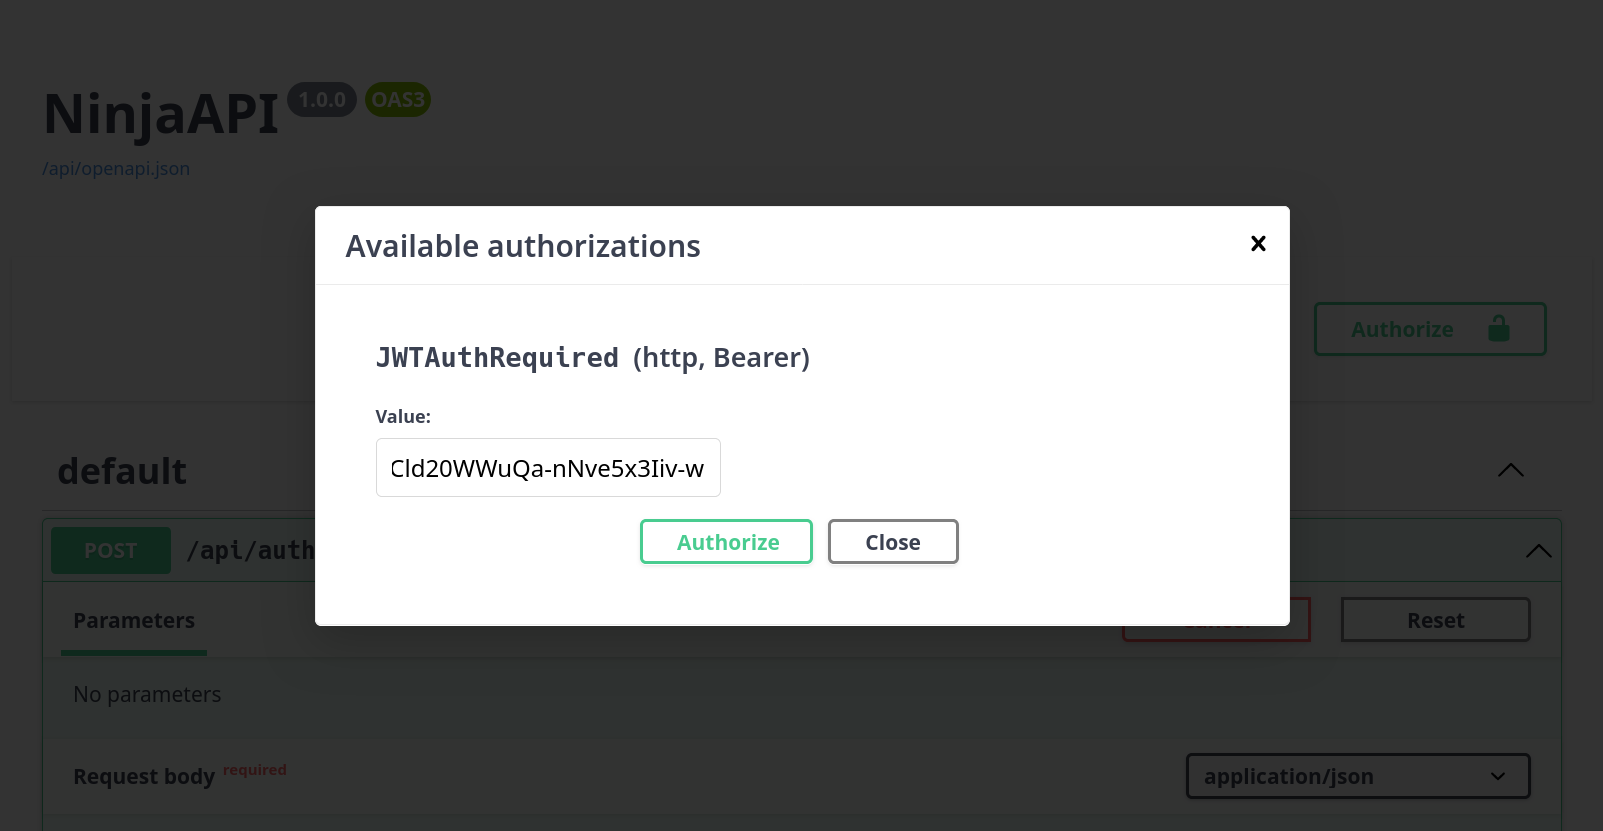 NinjaAPI 1.0.0 OAS3
/api/openapi.json
Available authorizations
Authorize
JWTAuthRequired (http, Bearer)
Value:
Cld20WWuQa-nNve5x3Iiv-w
default
Authorize Close
POST /api/auth
Parameters
Cancel Reset
No parameters
Request body required
application/json